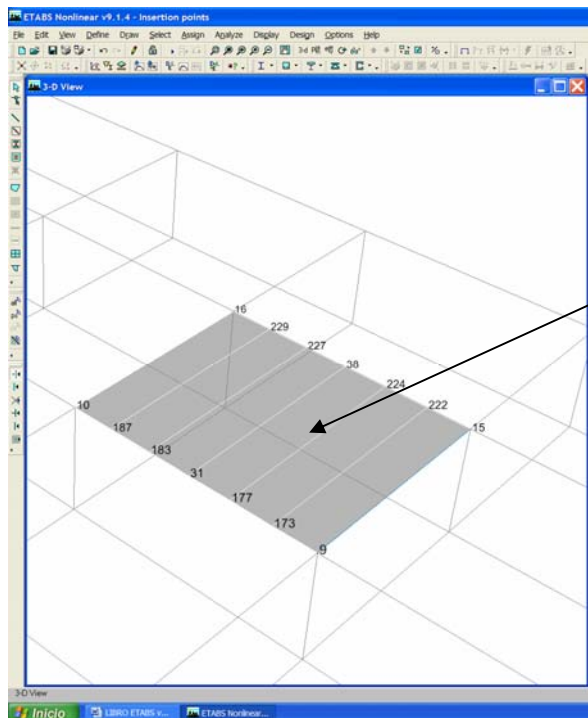 ETABS Nonlinear v9.1.4 - Insertion points
File Edit View Define Draw Select Assign Analyze Display Design Options Help
3-D View
16
229
227
38
10
224
222
187
15
183
31
177
173
9
3-D View
Inicio LIBRO ETABS v... ETABS Nonlinear...